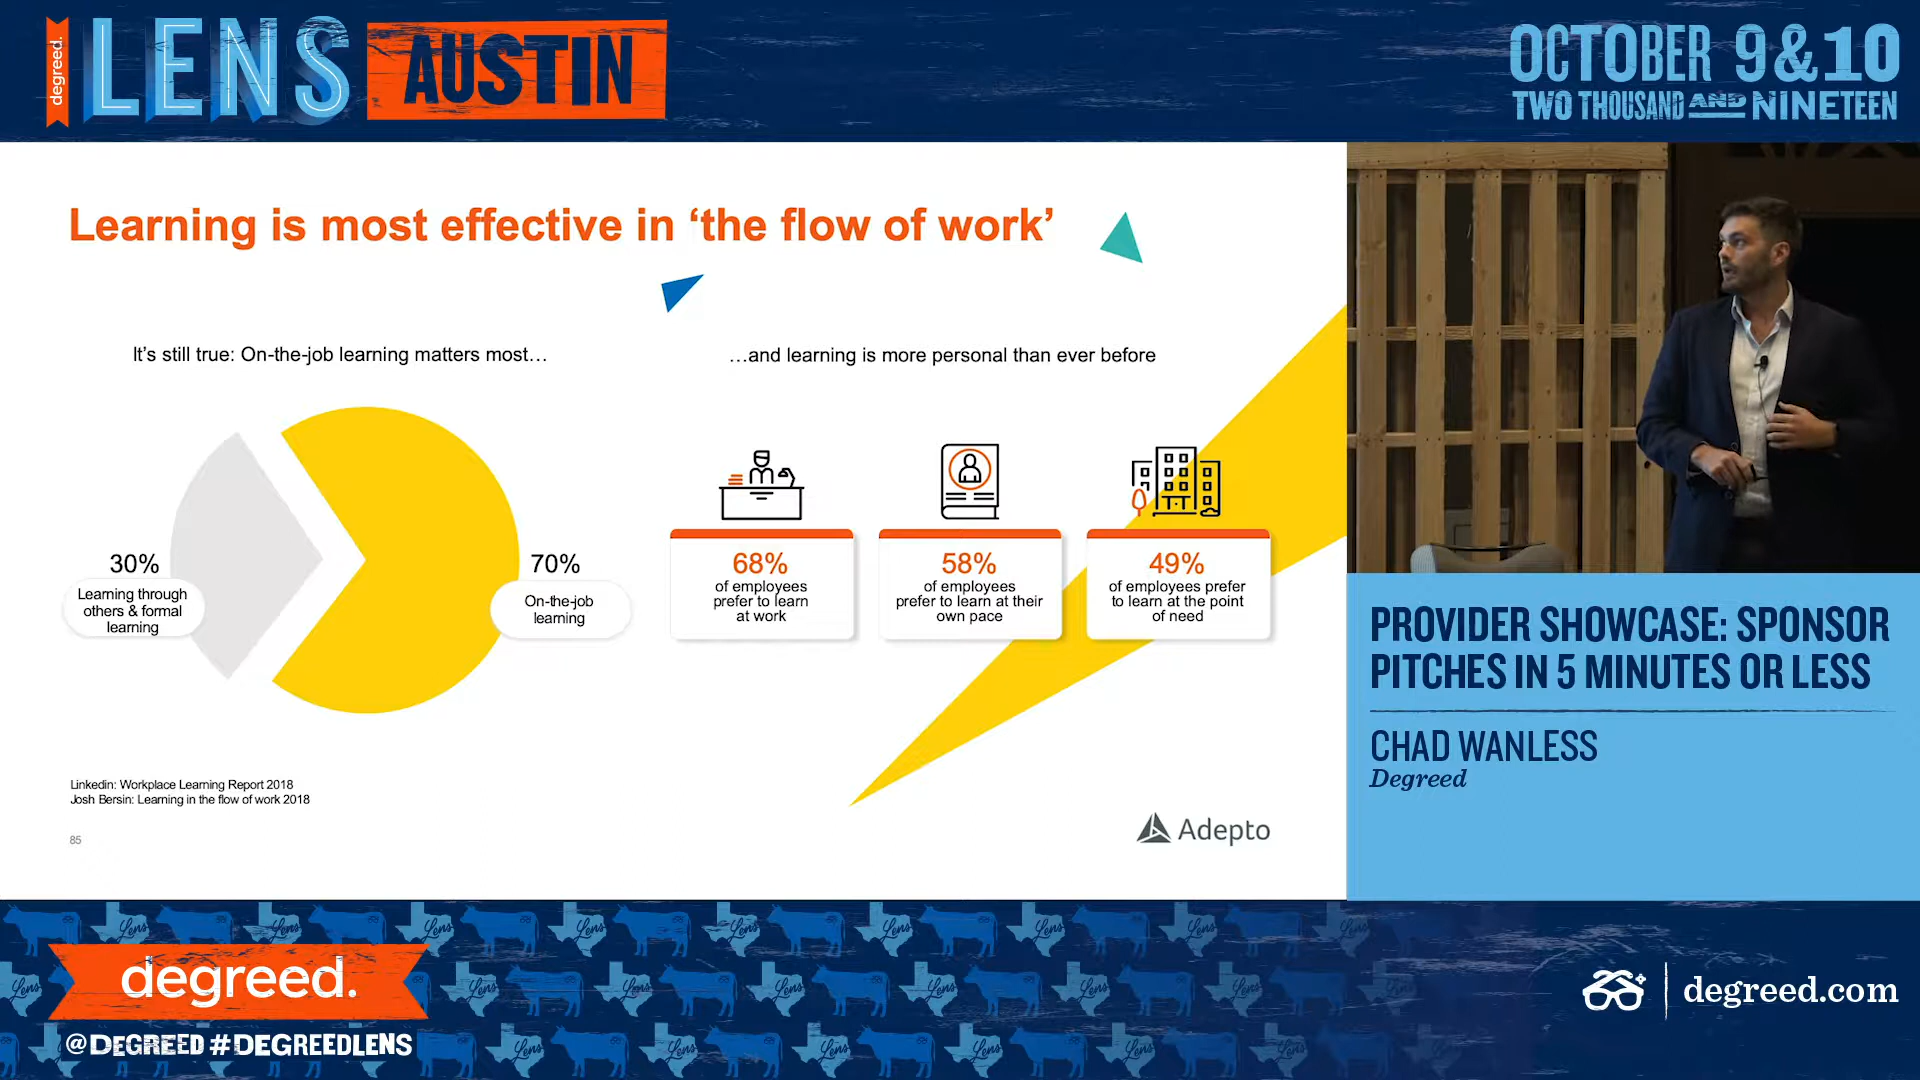 degreed.
LENS
AUSTIN
OCTOBER 9&10
TWO THOUSAND AND NINETEEN
Learning is most effective in ‘the flow of work’
It’s still true: On-the-job learning matters most…
…and learning is more personal than ever before
30%
Learning through
others & formal
learning
70%
On-the-job
learning
68%
of employees
prefer to learn
at work
58%
of employees
prefer to learn at their
own pace
49%
of employees prefer
to learn at the point
of need
Linkedin: Workplace Learning Report 2018
Josh Bersin: Learning in the flow of work 2018
85
Adepto
PROVIDER SHOWCASE: SPONSOR
PITCHES IN 5 MINUTES OR LESS
CHAD WANLESS
Degreed
degreed.
@DEGREED #DEGREEDLENS
Lens
degreed.com